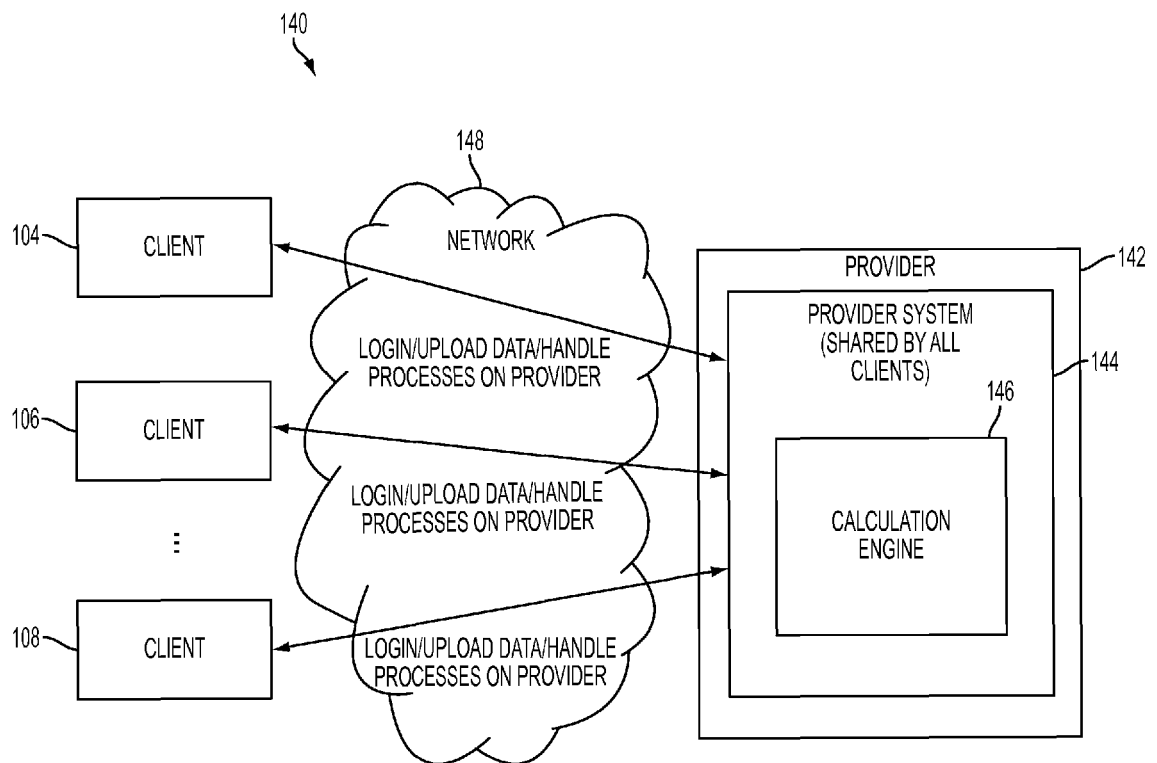 140
148
104
CLIENT
NETWORK
PROVIDER
142
PROVIDER SYSTEM
(SHARED BY ALL
CLIENTS)
144
LOGIN/UPLOAD DATA/HANDLE
PROCESSES ON PROVIDER
106
CLIENT
146
LOGIN/UPLOAD DATA/HANDLE
PROCESSES ON PROVIDER
CALCULATION
ENGINE
...
108
CLIENT
LOGIN/UPLOAD DATA/HANDLE
PROCESSES ON PROVIDER